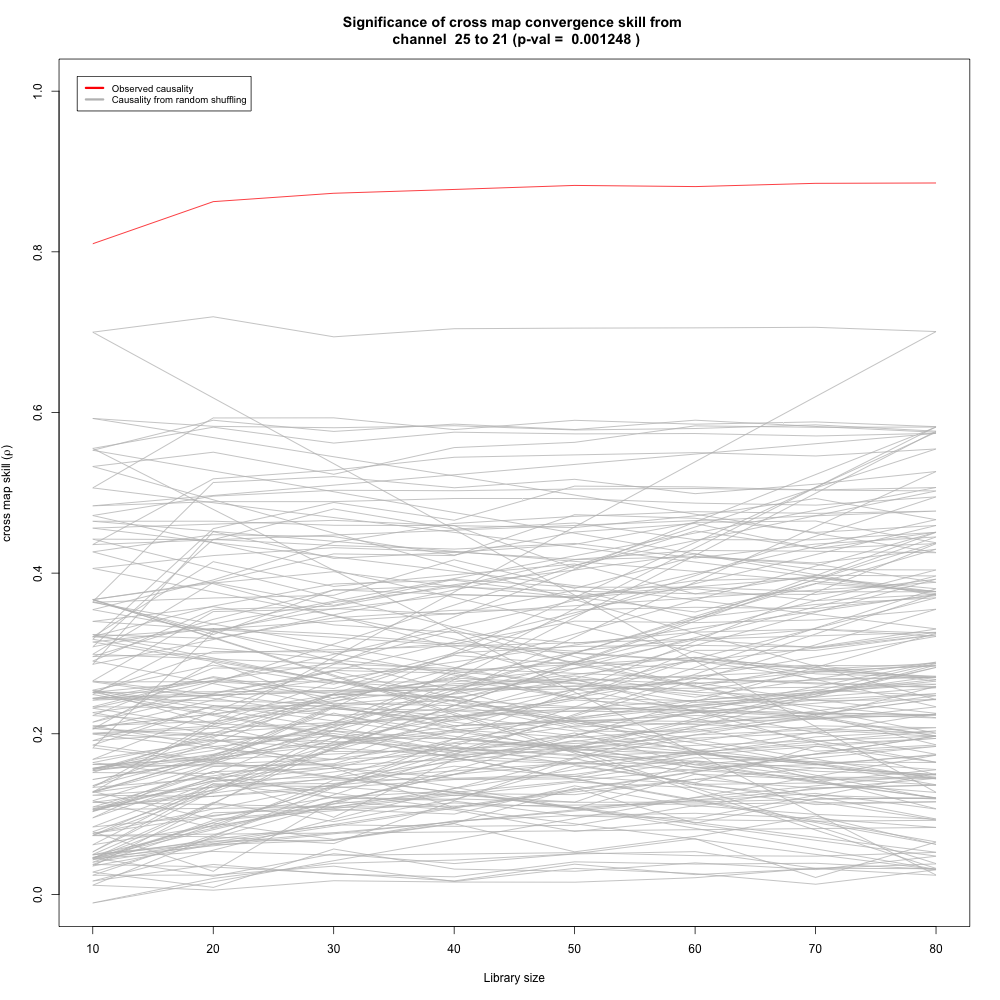 Significance of cross map convergence skill from
channel  25 to 21 (p-val =  0.001248 )
Observed causality
Causality from random shuffling
cross map skill (ρ)
1.0
0.8
0.6
0.4
0.2
0.0
10 20 30 40 50 60 70 80
Library size